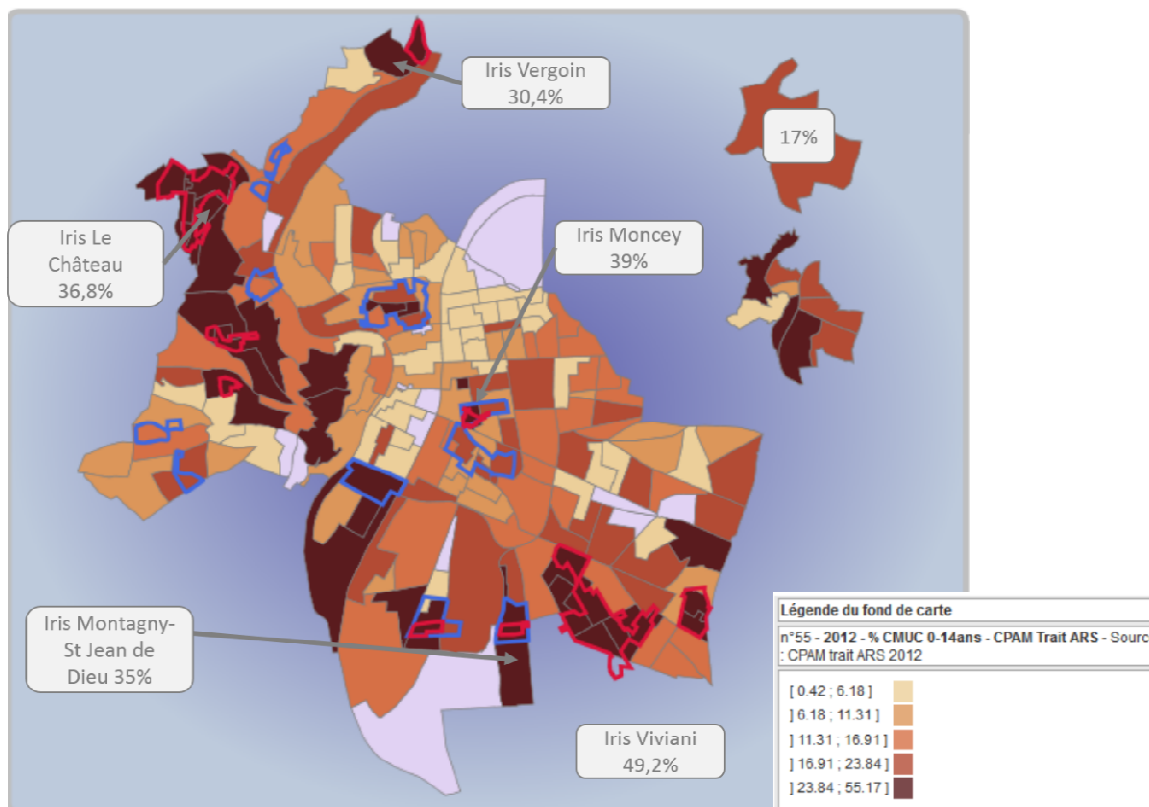 Iris Vergoin
30,4%
17%
Iris Le
Château
36,8%
Iris Moncey
39%
Iris Montagny-
St Jean de
Dieu 35%
Iris Viviani
49,2%
Légende du fond de carte
n°55 - 2012 - % CMUC 0-14ans - CPAM Trait ARS - Source
: CPAM trait ARS 2012
[ 0.42 ; 6.18 ]
] 6.18 ; 11.31 ]
] 11.31 ; 16.91 ]
] 16.91 ; 23.84 ]
] 23.84 ; 55.17 ]